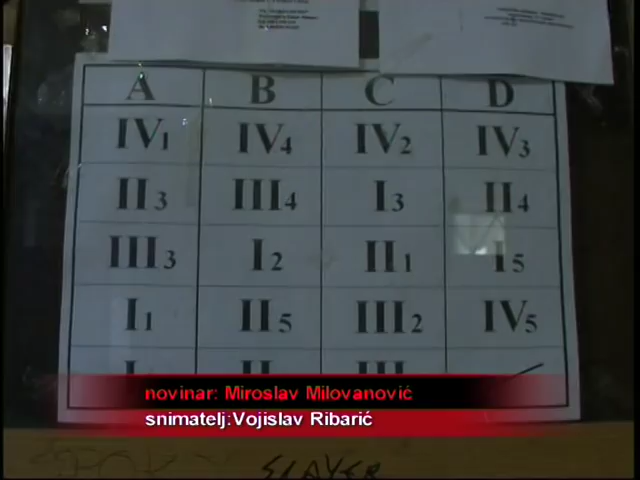 A B C D
IV1 IV4 IV2 IV3
II3 III4 I3 II4
III3 I2 II1 I5
I1 II5 III2 IV5
novinar: Miroslav Milovanović
snimatelj:Vojislav Ribarić
SLAYER